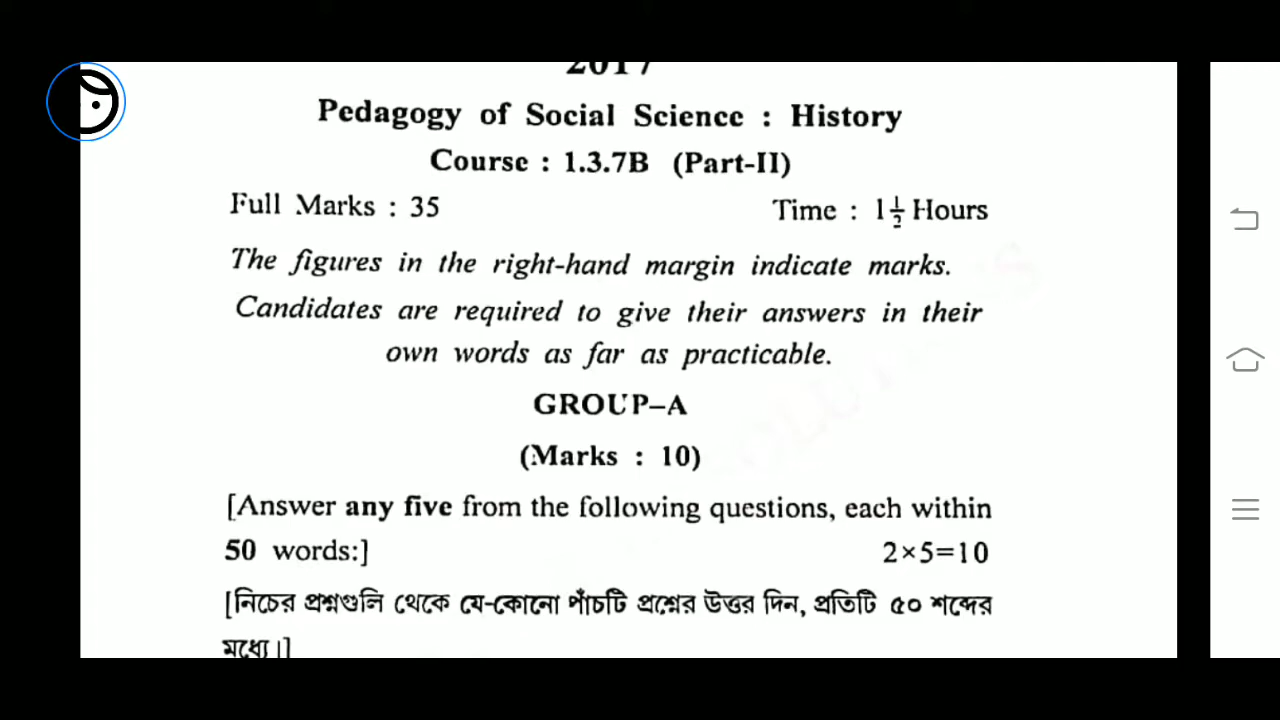 2017
Pedagogy of Social Science : History
Course : 1.3.7B (Part-II)
Full Marks : 35 Time : 1½ Hours
The figures in the right-hand margin indicate marks.
Candidates are required to give their answers in their
own words as far as practicable.
GROUP–A
(Marks : 10)
[Answer any five from the following questions, each within
50 words:] 2×5=10
[নিচের প্রশ্নগুলি থেকে যে-কোনো পাঁচটি প্রশ্নের উত্তর দিন, প্রতিটি ৫০ শব্দের
মধ্যে।]